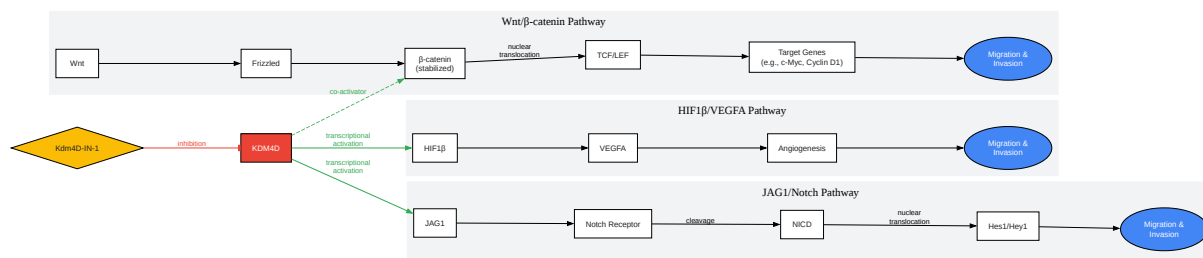 Wnt/β-catenin Pathway
Wnt
Frizzled
β-catenin
(stabilized)
nuclear
translocation
TCF/LEF
Target Genes
(e.g., c-Myc, Cyclin D1)
Migration &
Invasion
co-activator
HIF1β/VEGFA Pathway
Kdm4D-IN-1
inhibition
KDM4D
transcriptional
activation
HIF1β
VEGFA
Angiogenesis
Migration &
Invasion
transcriptional
activation
JAG1/Notch Pathway
JAG1
Notch Receptor
cleavage
NICD
nuclear
translocation
Hes1/Hey1
Migration &
Invasion